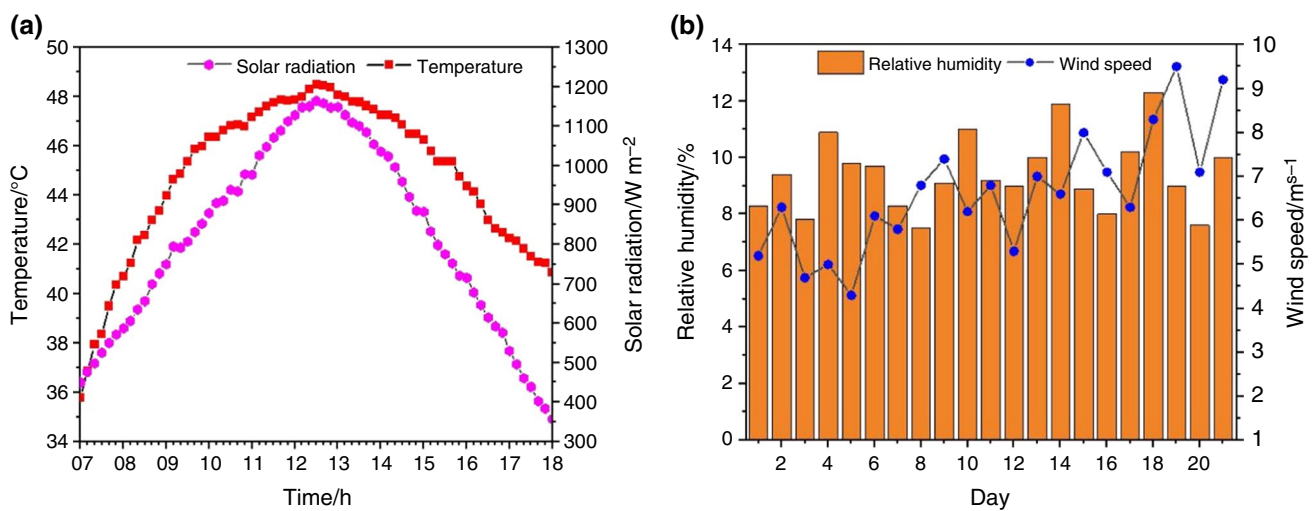 (a)
Solar radiation
Temperature
Temperature/°C
50
48
46
44
42
40
38
36
34
1300
1200
1100
1000
900
800
700
600
500
400
300
Solar radiation/W m−2
07 08 09 10 11 12 13 14 15 16 17 18
Time/h
(b)
Relative humidity
Wind speed
Relative humidity/%
14
12
10
8
6
4
2
0
10
9
8
7
6
5
4
3
2
1
Wind speed/ms−1
2 4 6 8 10 12 14 16 18 20
Day